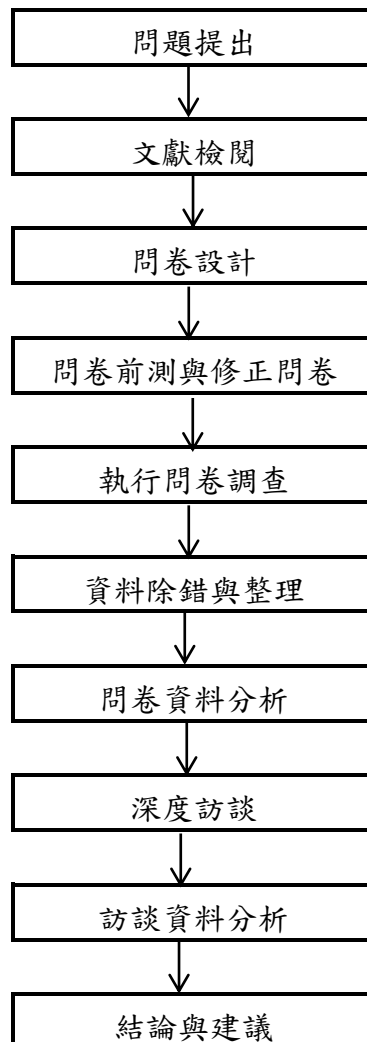 問題提出
文獻檢閱
問卷設計
問卷前測與修正問卷
執行問卷調查
資料除錯與整理
問卷資料分析
深度訪談
訪談資料分析
結論與建議